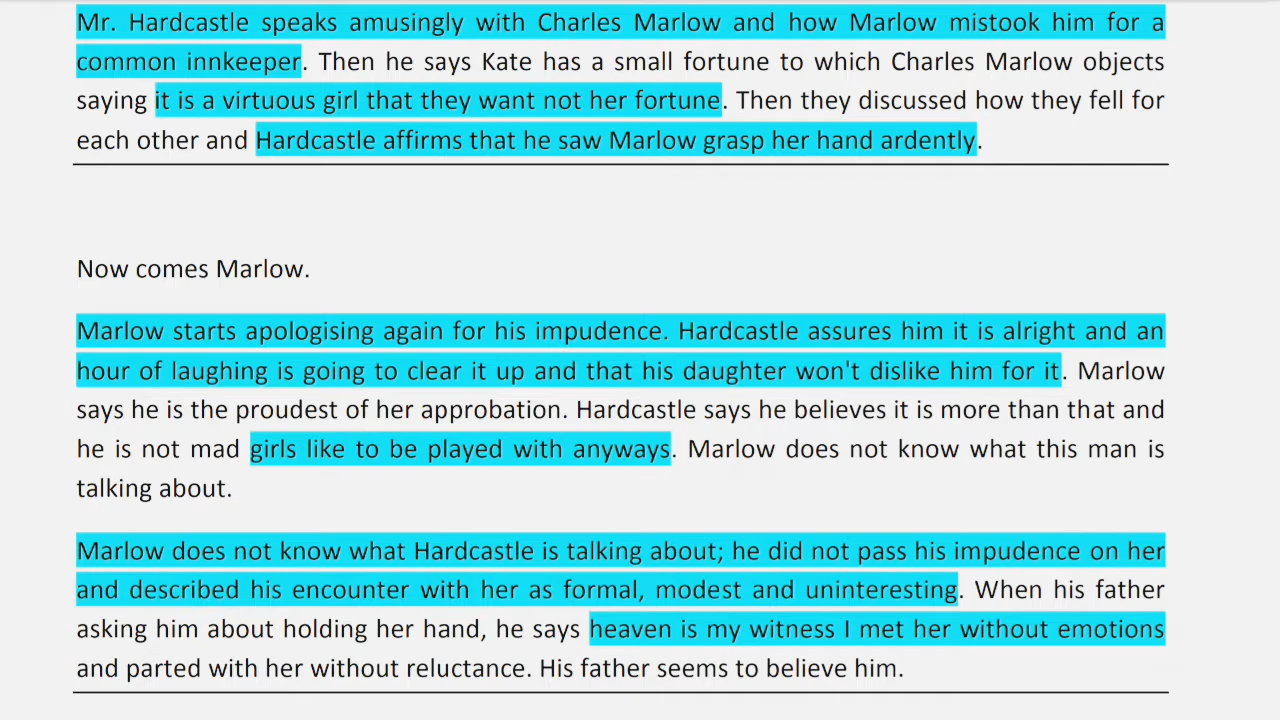 Mr. Hardcastle speaks amusingly with Charles Marlow and how Marlow mistook him for a
common innkeeper. Then he says Kate has a small fortune to which Charles Marlow objects
saying it is a virtuous girl that they want not her fortune. Then they discussed how they fell for
each other and Hardcastle affirms that he saw Marlow grasp her hand ardently.
Now comes Marlow.
Marlow starts apologising again for his impudence. Hardcastle assures him it is alright and an
hour of laughing is going to clear it up and that his daughter won't dislike him for it. Marlow
says he is the proudest of her approbation. Hardcastle says he believes it is more than that and
he is not mad girls like to be played with anyways. Marlow does not know what this man is
talking about.
Marlow does not know what Hardcastle is talking about; he did not pass his impudence on her
and described his encounter with her as formal, modest and uninteresting. When his father
asking him about holding her hand, he says heaven is my witness I met her without emotions
and parted with her without reluctance. His father seems to believe him.